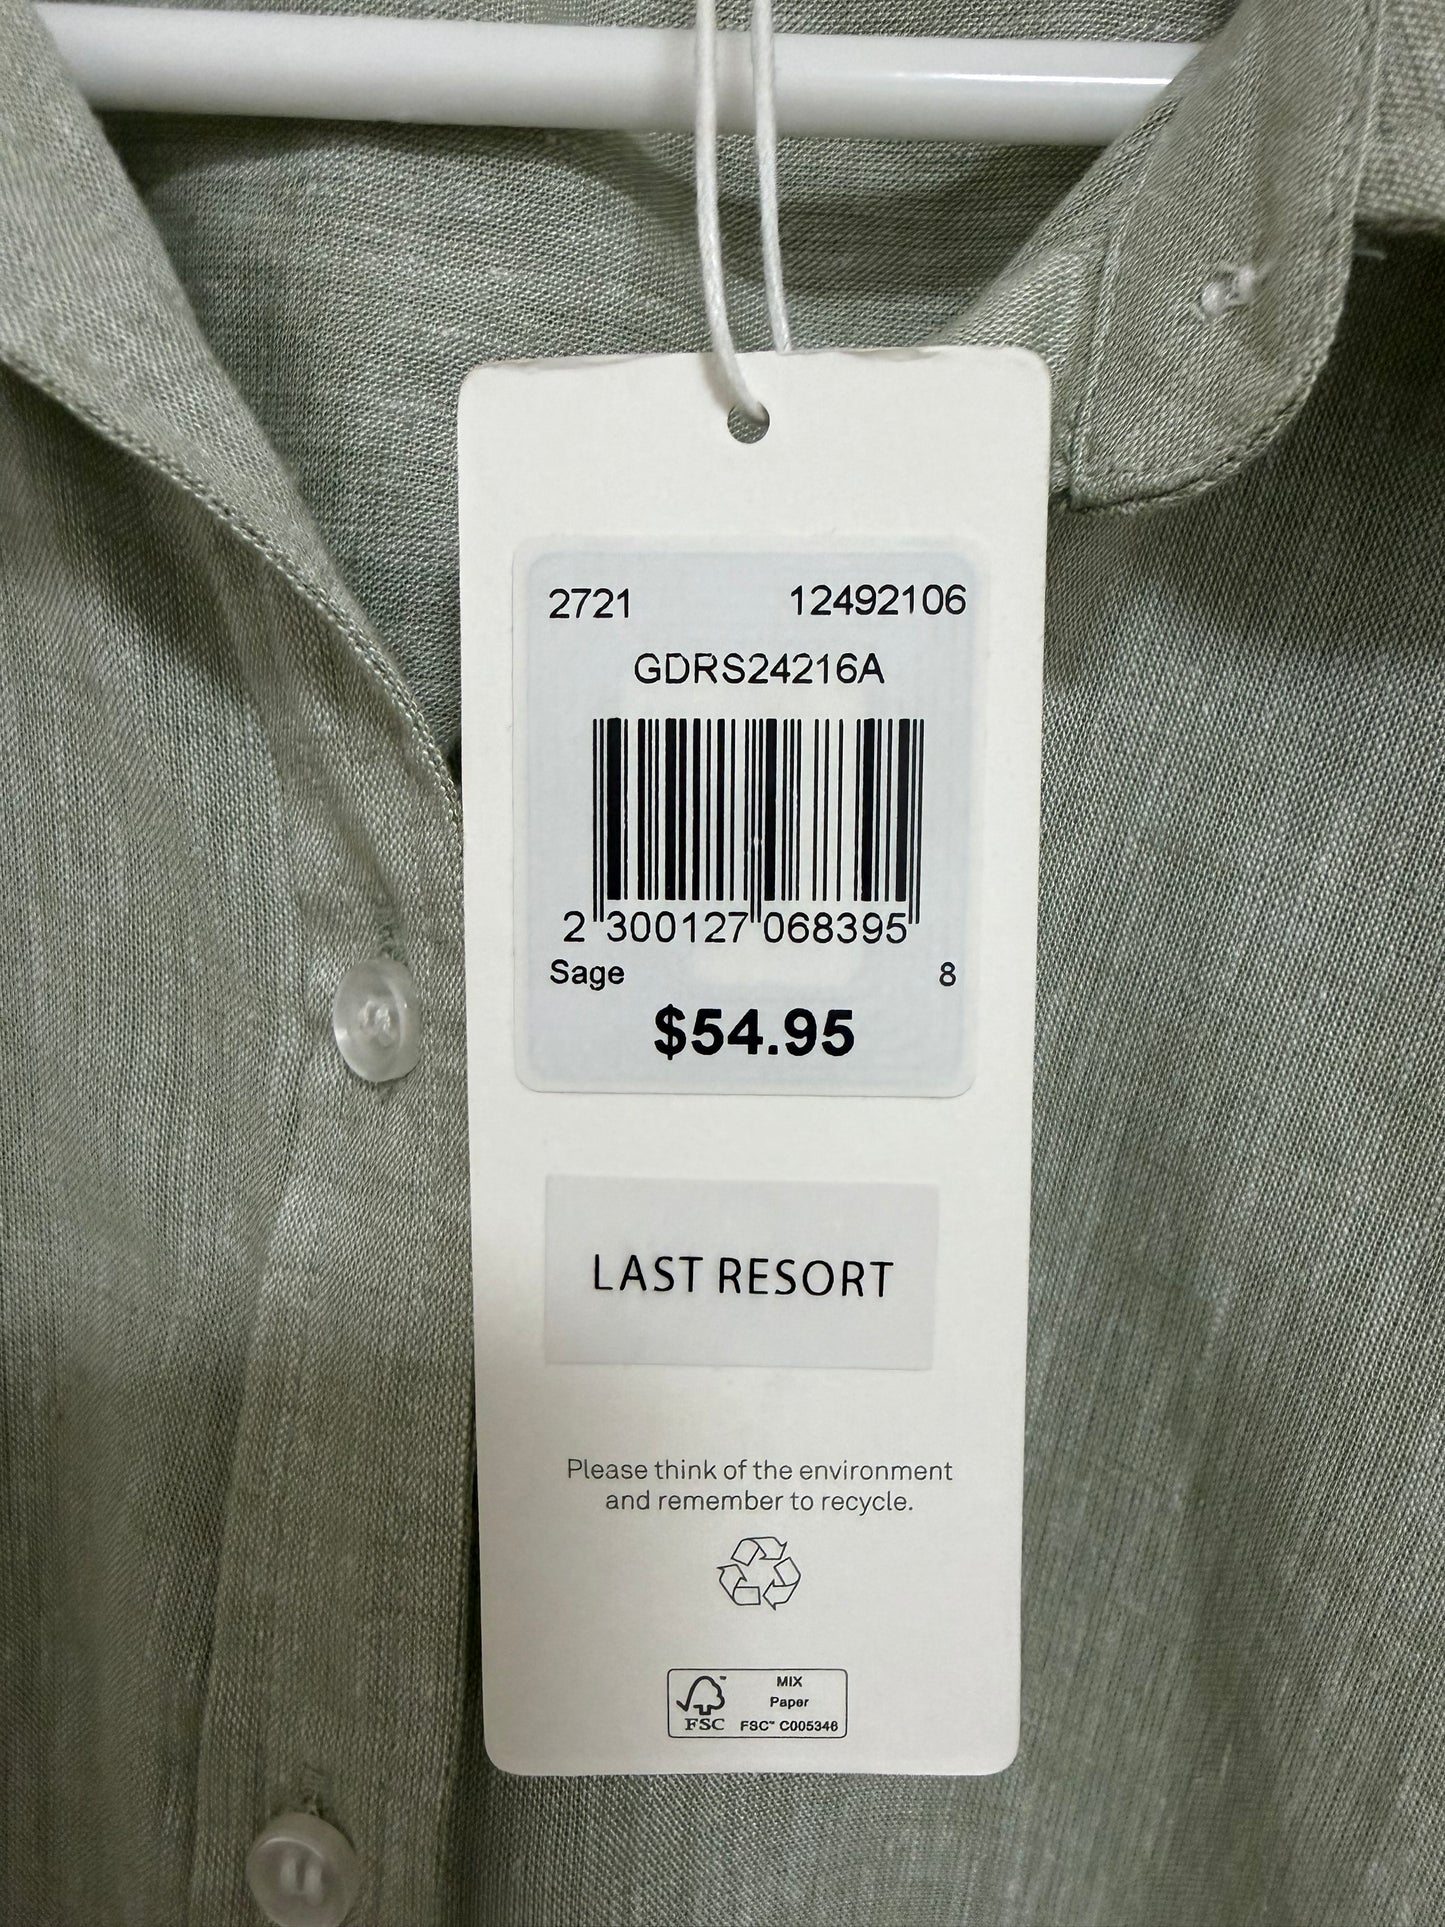 2721 12492106
GDRS24216A
2 300127 068395
Sage 8
$54.95
LAST RESORT
Please think of the environment
and remember to recycle.
MIX
Paper
FSC FSC™ C005346